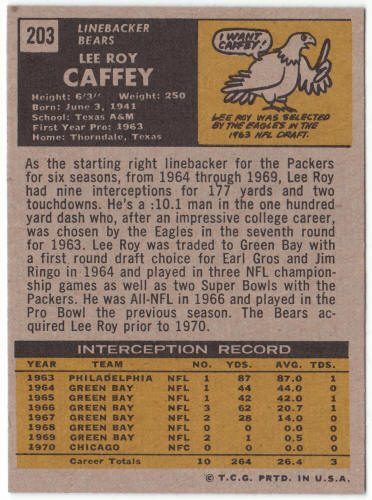 203
LINEBACKER
BEARS
LEE ROY
CAFFEY
Height: 6'3" Weight: 250
Born: June 3, 1941
School: Texas A&M
First Year Pro: 1963
Home: Thorndale, Texas
I WANT
CAFFEY!
LEE ROY WAS SELECTED
BY THE EAGLES IN THE
1963 NFL DRAFT.
As the starting right linebacker for the Packers
for six seasons, from 1964 through 1969, Lee Roy
had nine interceptions for 177 yards and two
touchdowns. He's a :10.1 man in the one hundred
yard dash who, after an impressive college career,
was chosen by the Eagles in the seventh round
for 1963. Lee Roy was traded to Green Bay with
a first round draft choice for Earl Gros and Jim
Ringo in 1964 and played in three NFL champion-
ship games as well as two Super Bowls with the
Packers. He was All-NFL in 1966 and played in the
Pro Bowl the previous season. The Bears ac-
quired Lee Roy prior to 1970.
INTERCEPTION RECORD
YEAR TEAM NO. YDS. AVG. TDS.
1963 PHILADELPHIA NFL 1 87 87.0 1
1964 GREEN BAY NFL 1 44 44.0 0
1965 GREEN BAY NFL 1 42 42.0 1
1966 GREEN BAY NFL 3 62 20.7 1
1967 GREEN BAY NFL 2 28 14.0 0
1968 GREEN BAY NFL 0 0 0 0
1969 GREEN BAY NFL 2 1 0.5 0
1970 CHICAGO NFC 0 0 0 0
Career Totals 10 264 26.4 3
© T.C.G. PRTD. IN U.S.A.